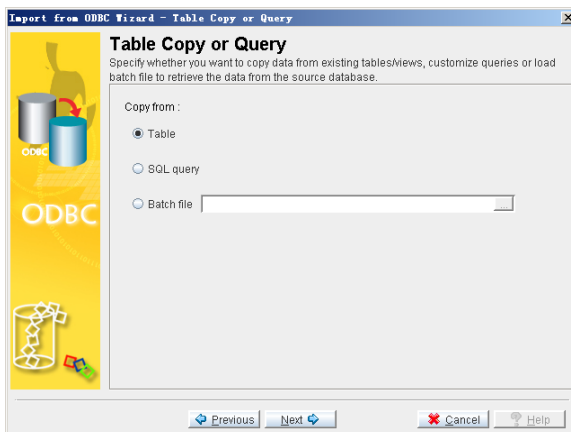 Import from ODBC Wizard - Table Copy or Query
Table Copy or Query
Specify whether you want to copy data from existing tables/views, customize queries or load
batch file to retrieve the data from the source database.
Copy from :
Table
SQL query
Batch file
...
ODBC
ODBC
Previous
Next
Cancel
Help